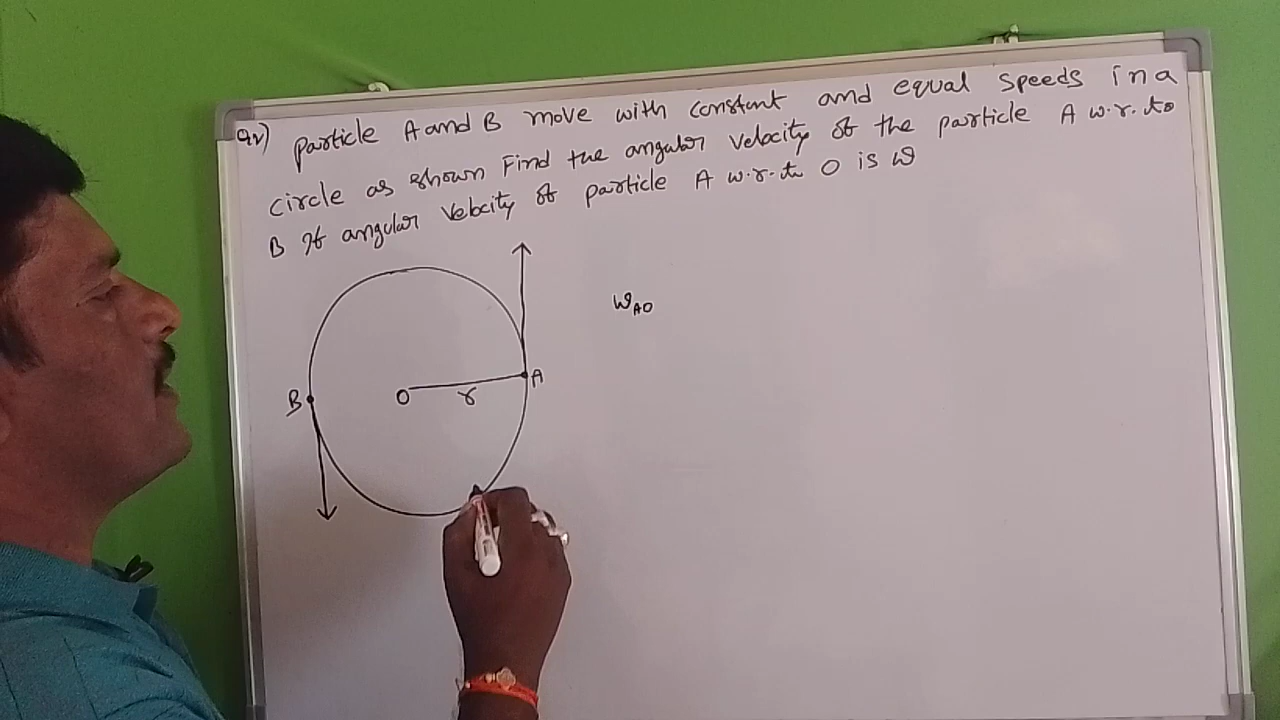 Qv) particle A and B move with constant and equal speeds in a
circle as shown Find the angular velocity of the particle A w.r.to
B If angular velocity of particle A w.r.to O is ω
ω_AO
A
B
O
r